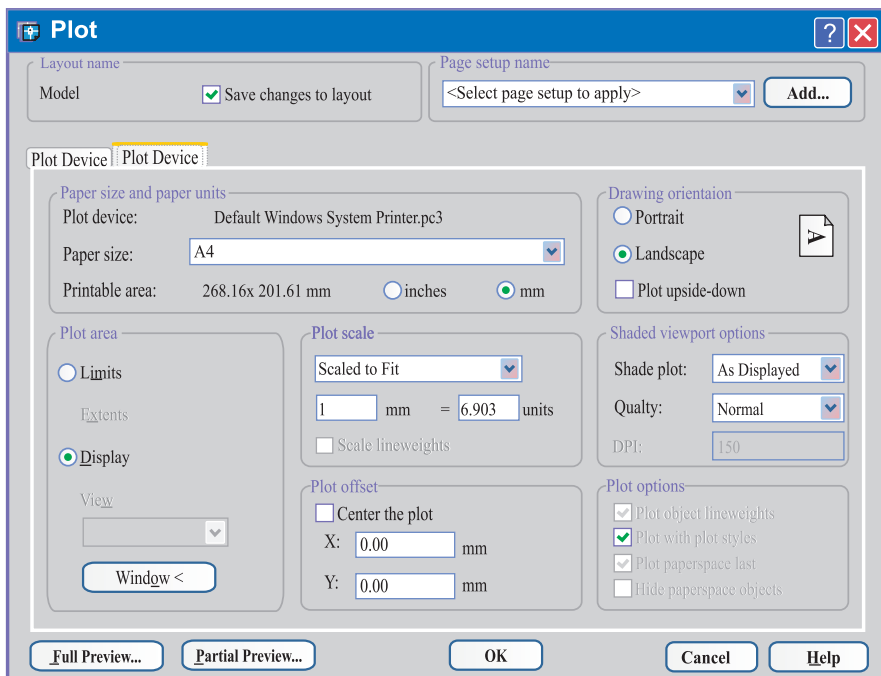 Plot
?
Layout name
Model
Save changes to layout
Page setup name
<Select page setup to apply>
Add...
Plot Device
Plot Device
Paper size and paper units
Plot device:
Default Windows System Printer.pc3
Paper size:
A4
Printable area:
268.16x 201.61 mm
inches
mm
Drawing orientaion
Portrait
Landscape
Plot upside-down
A
Plot area
Limits
Extents
Display
View
Window <
Plot scale
Scaled to Fit
1 mm = 6.903 units
Scale lineweights
Plot offset
Center the plot
X: 0.00 mm
Y: 0.00 mm
Shaded viewport options
Shade plot: As Displayed
Qualty: Normal
DPI: 150
Plot options
Plot object lineweights
Plot with plot styles
Plot paperspace last
Hide paperspace objects
Full Preview...
Partial Preview...
OK
Cancel
Help